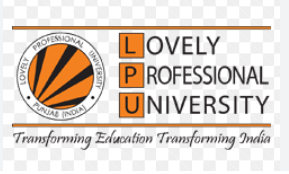 LOVELY PROFESSIONAL UNIVERSITY
PUNJAB (INDIA)
LOVELY
PROFESSIONAL
UNIVERSITY
Transforming Education Transforming India